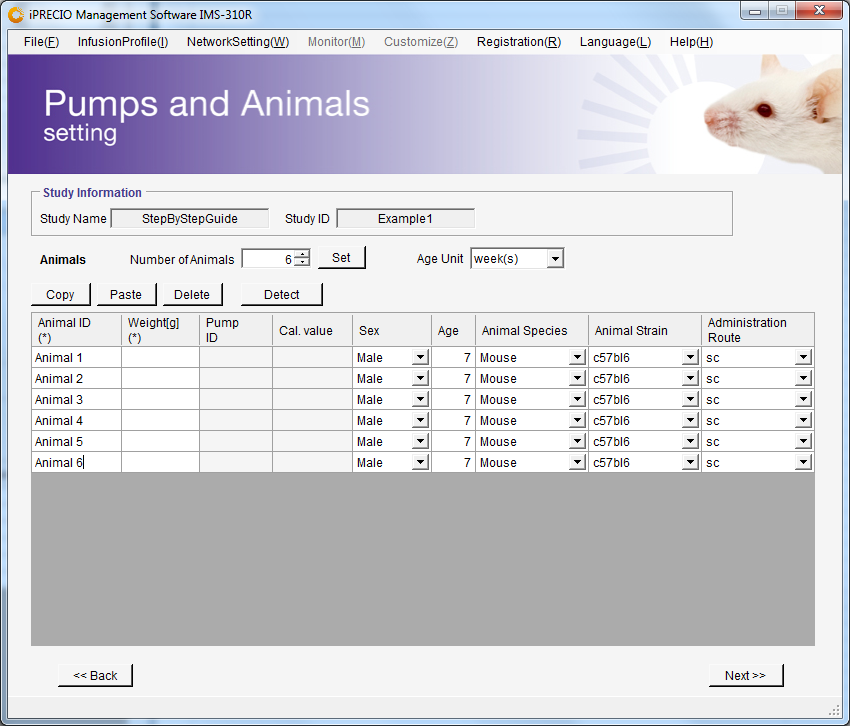 iPRECIO Management Software IMS-310R
File(F) InfusionProfile(I) NetworkSetting(W) Monitor(M) Customize(Z) Registration(R) Language(L) Help(H)
Pumps and Animals
setting
Study Information
Study Name StepByStepGuide Study ID Example1
Animals Number of Animals 6 Set Age Unit week(s)
Copy Paste Delete Detect
Animal ID (*) Weight[g] (*) Pump ID Cal. value Sex Age Animal Species Animal Strain Administration Route
Animal 1 Male 7 Mouse c57bl6 sc
Animal 2 Male 7 Mouse c57bl6 sc
Animal 3 Male 7 Mouse c57bl6 sc
Animal 4 Male 7 Mouse c57bl6 sc
Animal 5 Male 7 Mouse c57bl6 sc
Animal 6 Male 7 Mouse c57bl6 sc
<< Back Next >>